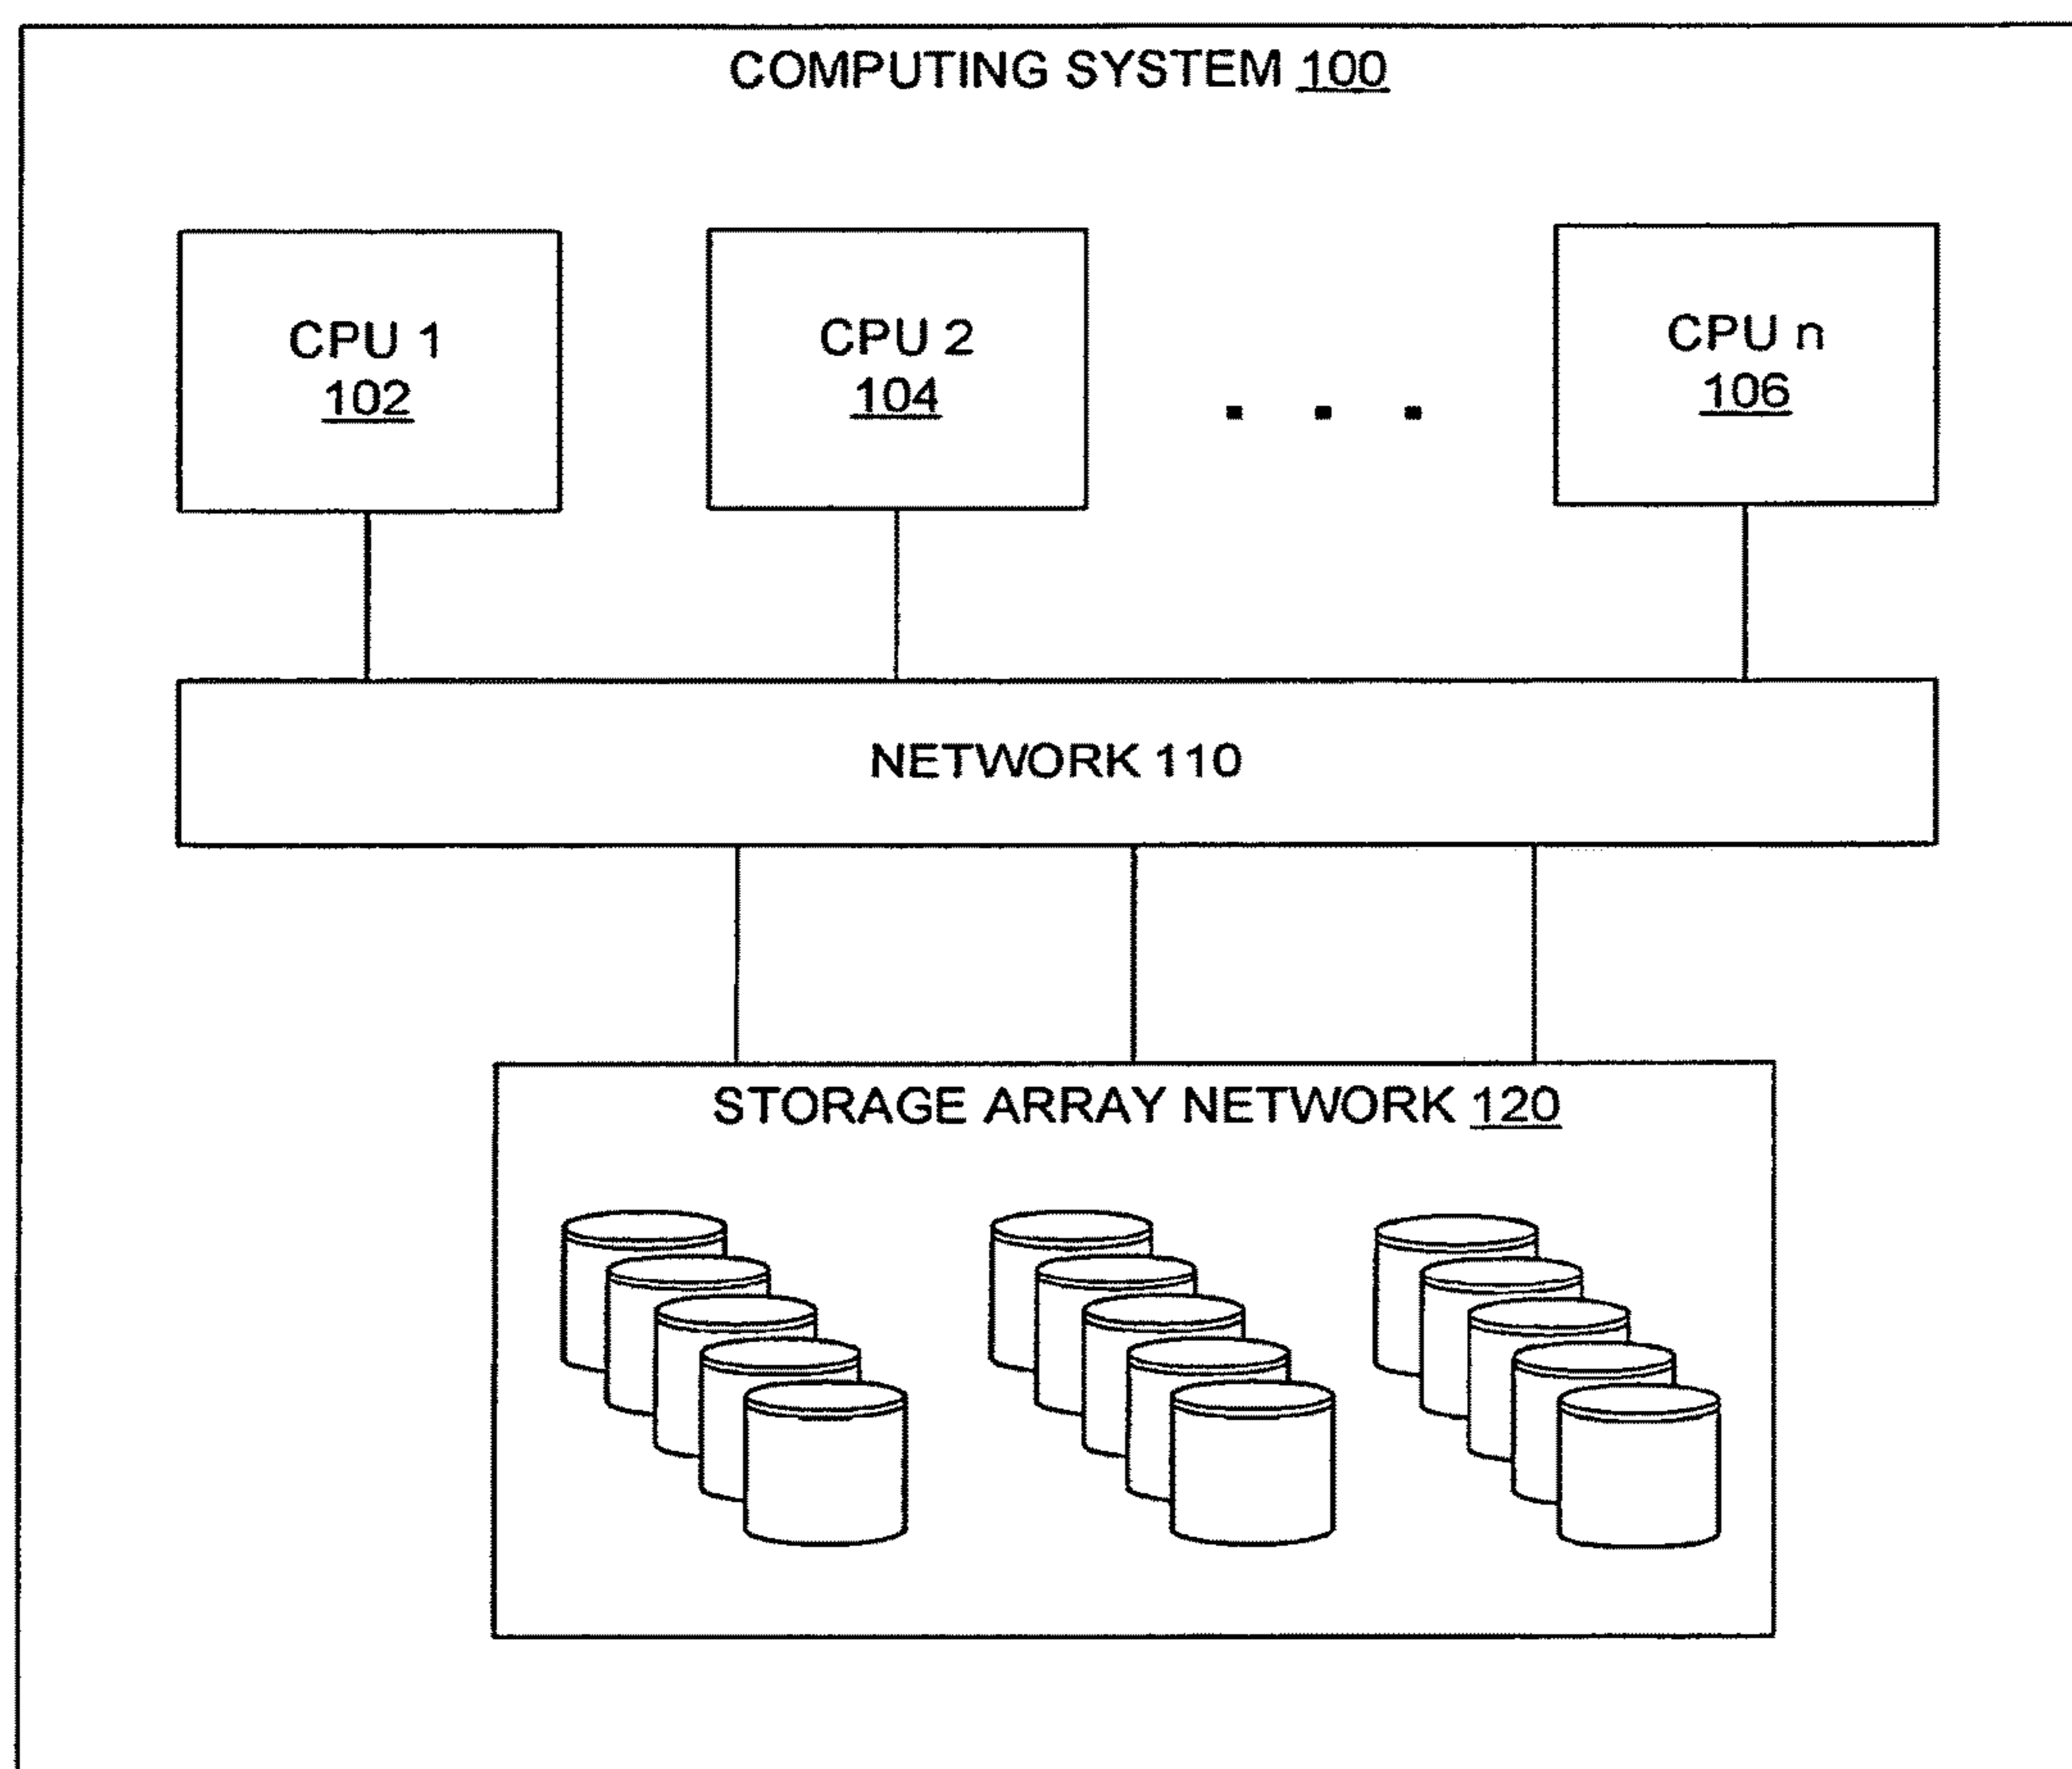 COMPUTING SYSTEM 100
CPU 1
102
CPU 2
104
. . .
CPU n
106
NETWORK 110
STORAGE ARRAY NETWORK 120